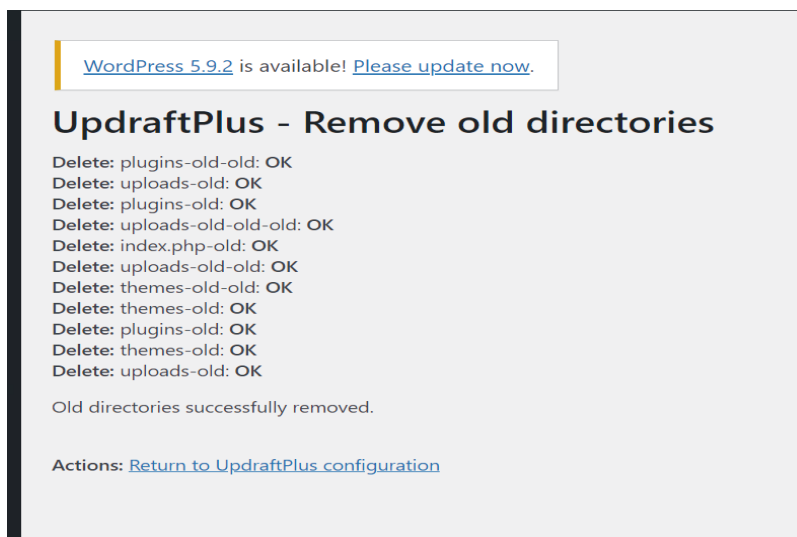 WordPress 5.9.2 is available! Please update now.
UpdraftPlus - Remove old directories
Delete: plugins-old-old: OK
Delete: uploads-old: OK
Delete: plugins-old: OK
Delete: uploads-old-old-old: OK
Delete: index.php-old: OK
Delete: uploads-old-old: OK
Delete: themes-old-old: OK
Delete: themes-old: OK
Delete: plugins-old: OK
Delete: themes-old: OK
Delete: uploads-old: OK
Old directories successfully removed.
Actions: Return to UpdraftPlus configuration